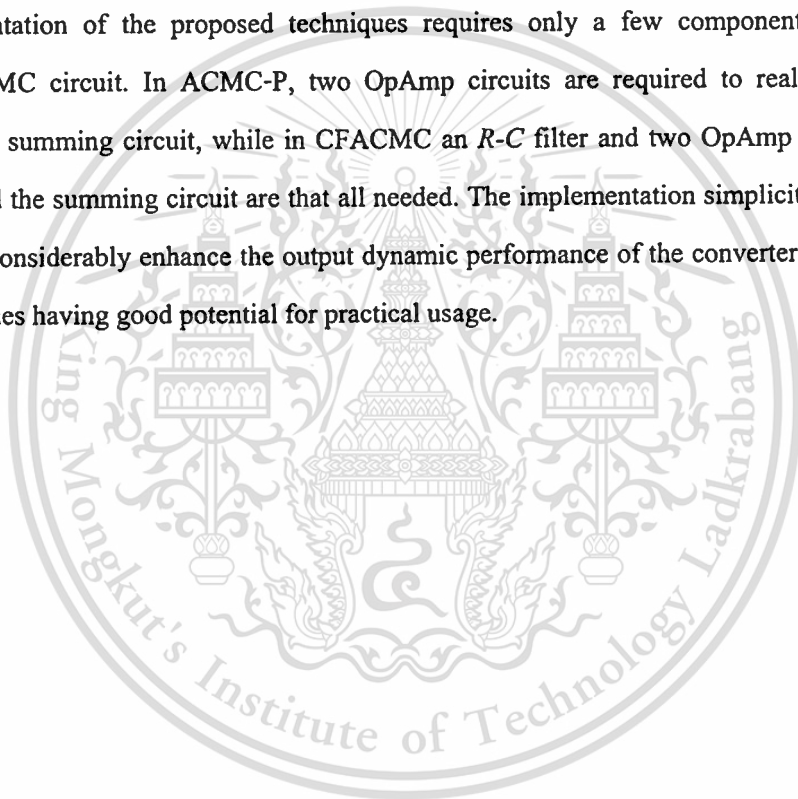 ntation of the proposed techniques requires only a few component
MC circuit. In ACMC-P, two OpAmp circuits are required to real
summing circuit, while in CFACMC an R-C filter and two OpAmp
l the summing circuit are that all needed. The implementation simplicit
onsiderably enhance the output dynamic performance of the converter
es having good potential for practical usage.
King Mongkut's Institute of Technology Ladkrabang